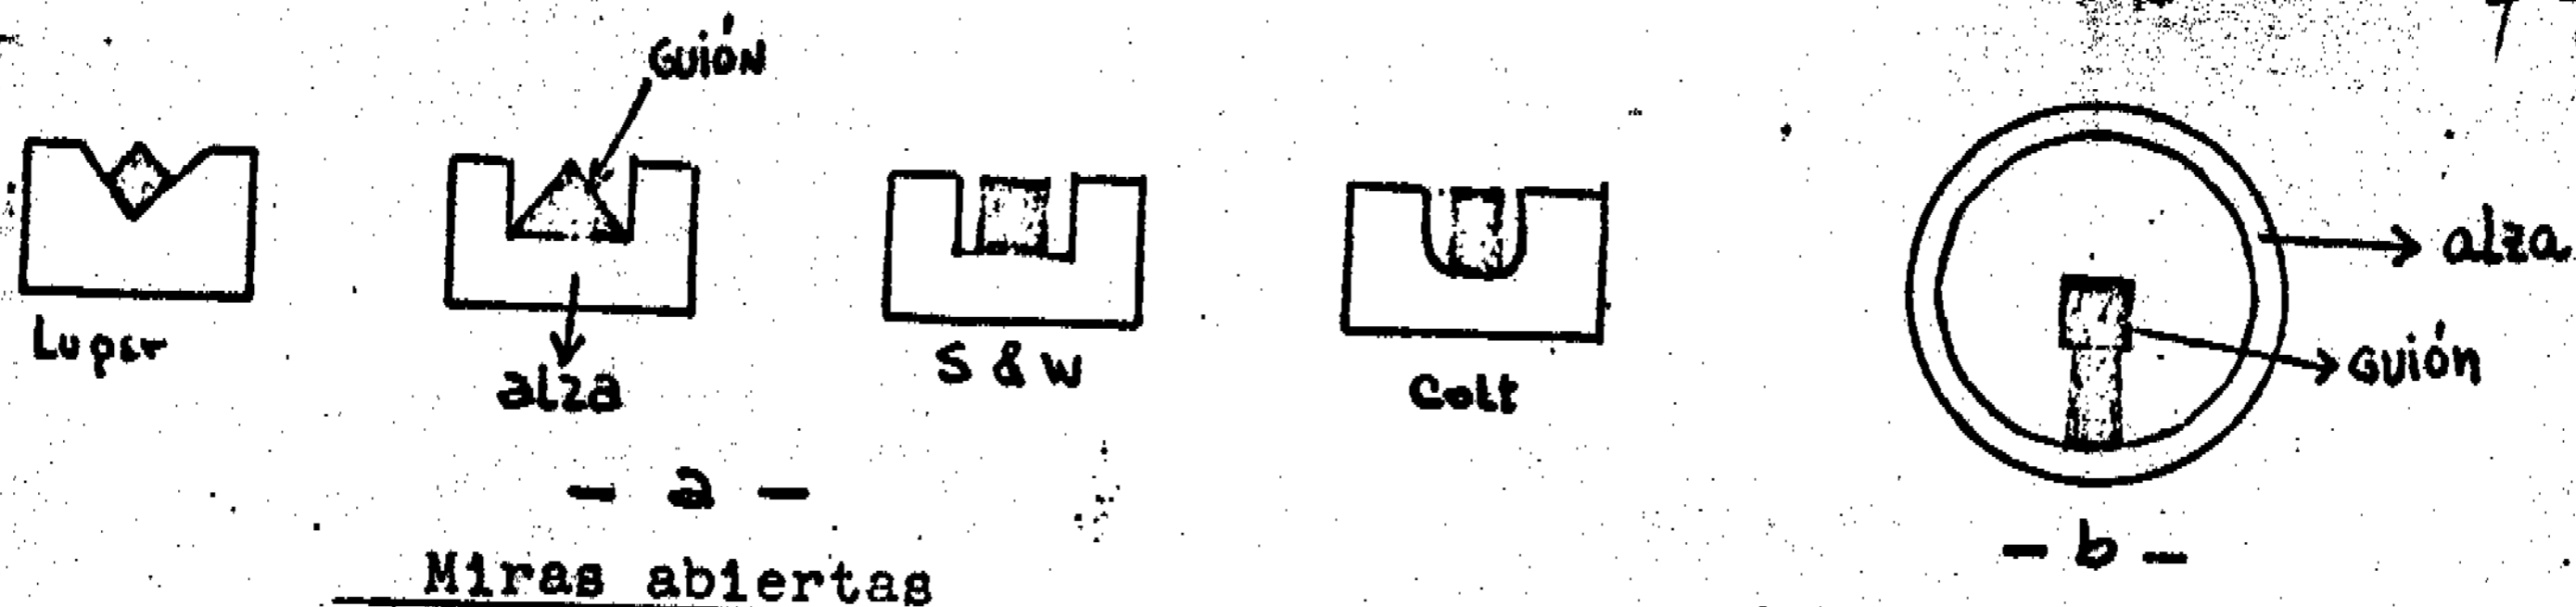 GUIÓN
alza
GUIÓN
Luger
alza
S & W
Colt
- a -
- b -
Miras abiertas